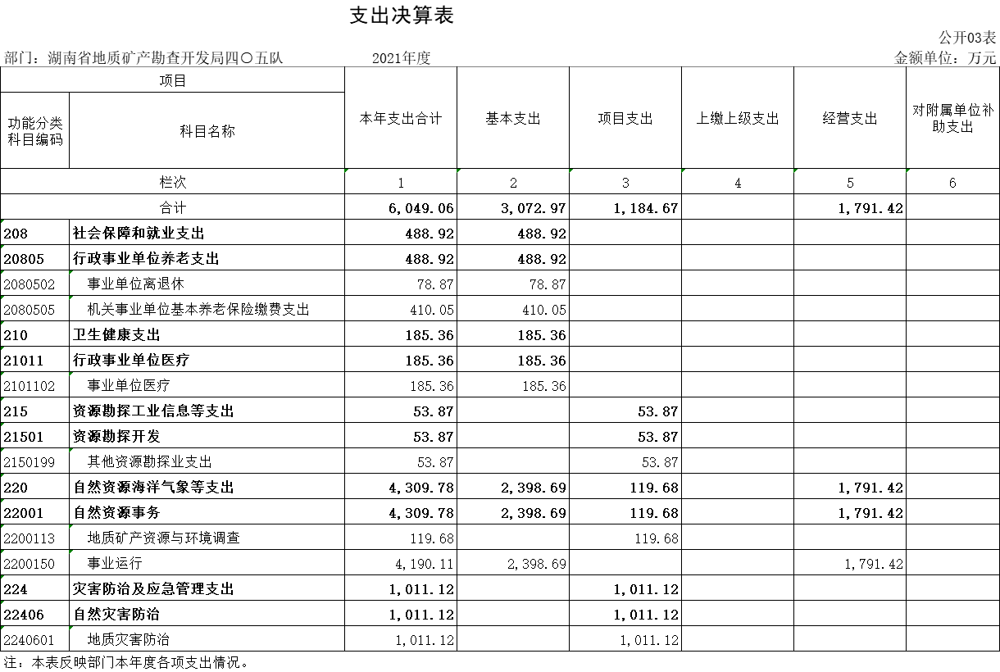 支出决算表
公开03表
部门：湖南省地质矿产勘查开发局四〇五队 2021年度 金额单位：万元
项目 本年支出合计 基本支出 项目支出 上缴上级支出 经营支出 对附属单位补助支出
功能分类科目编码 科目名称
栏次 1 2 3 4 5 6
合计 6,049.06 3,072.97 1,184.67 1,791.42
208 社会保障和就业支出 488.92 488.92
20805 行政事业单位养老支出 488.92 488.92
2080502 事业单位离退休 78.87 78.87
2080505 机关事业单位基本养老保险缴费支出 410.05 410.05
210 卫生健康支出 185.36 185.36
21011 行政事业单位医疗 185.36 185.36
2101102 事业单位医疗 185.36 185.36
215 资源勘探工业信息等支出 53.87 53.87
21501 资源勘探开发 53.87 53.87
2150199 其他资源勘探业支出 53.87 53.87
220 自然资源海洋气象等支出 4,309.78 2,398.69 119.68 1,791.42
22001 自然资源事务 4,309.78 2,398.69 119.68 1,791.42
2200113 地质矿产资源与环境调查 119.68 119.68
2200150 事业运行 4,190.11 2,398.69 1,791.42
224 灾害防治及应急管理支出 1,011.12 1,011.12
22406 自然灾害防治 1,011.12 1,011.12
2240601 地质灾害防治 1,011.12 1,011.12
注：本表反映部门本年度各项支出情况。